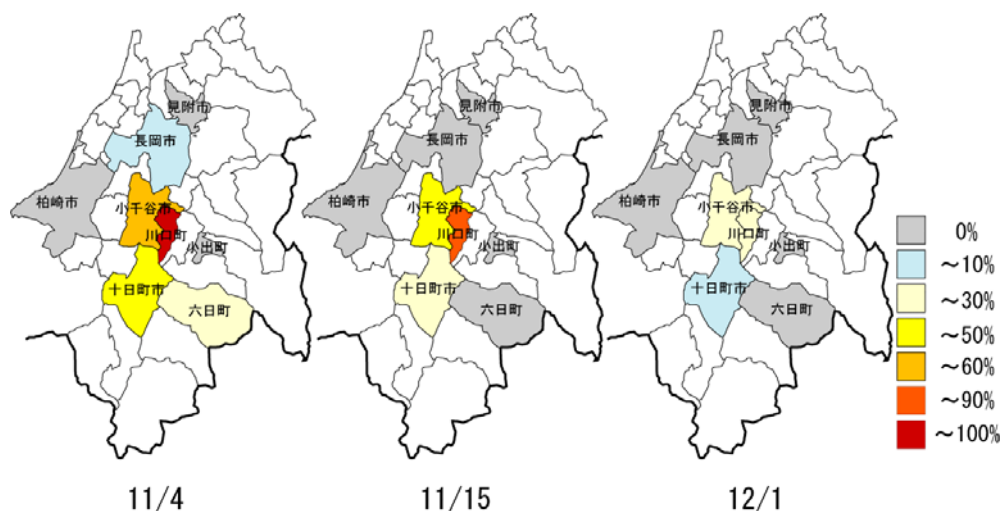 見附市
長岡市
柏崎市
小千谷市
川口町
小出町
十日町市
六日町
11/4
見附市
長岡市
柏崎市
小千谷市
川口町
小出町
十日町市
六日町
11/15
見附市
長岡市
柏崎市
小千谷市
川口町
小出町
十日町市
六日町
12/1
0%
～10%
～30%
～50%
～60%
～90%
～100%